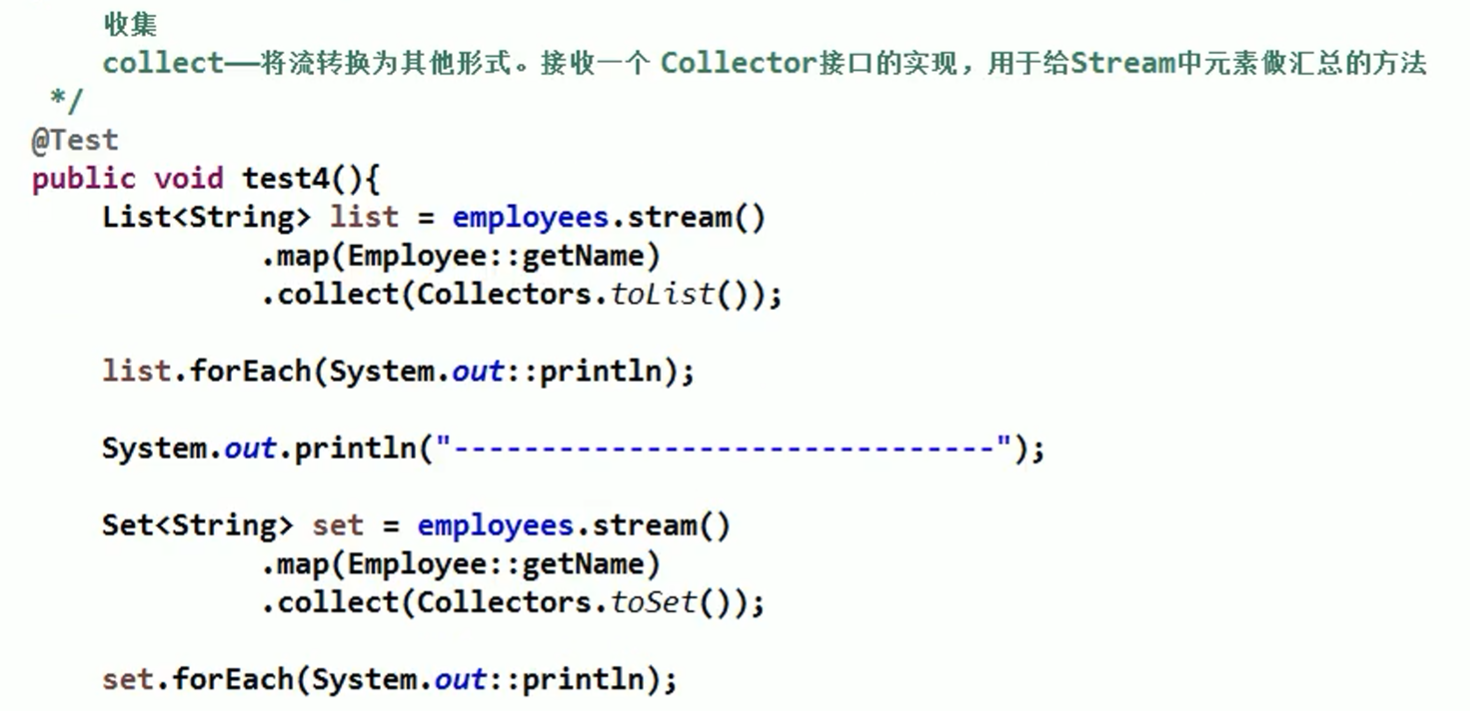 收集
collect——将流转换为其他形式。接收一个 Collector接口的实现，用于给Stream中元素做汇总的方法
*/
@Test
public void test4(){
List<String> list = employees.stream()
.map(Employee::getName)
.collect(Collectors.toList());
list.forEach(System.out::println);
System.out.println("-------------------------------");
Set<String> set = employees.stream()
.map(Employee::getName)
.collect(Collectors.toSet());
set.forEach(System.out::println);